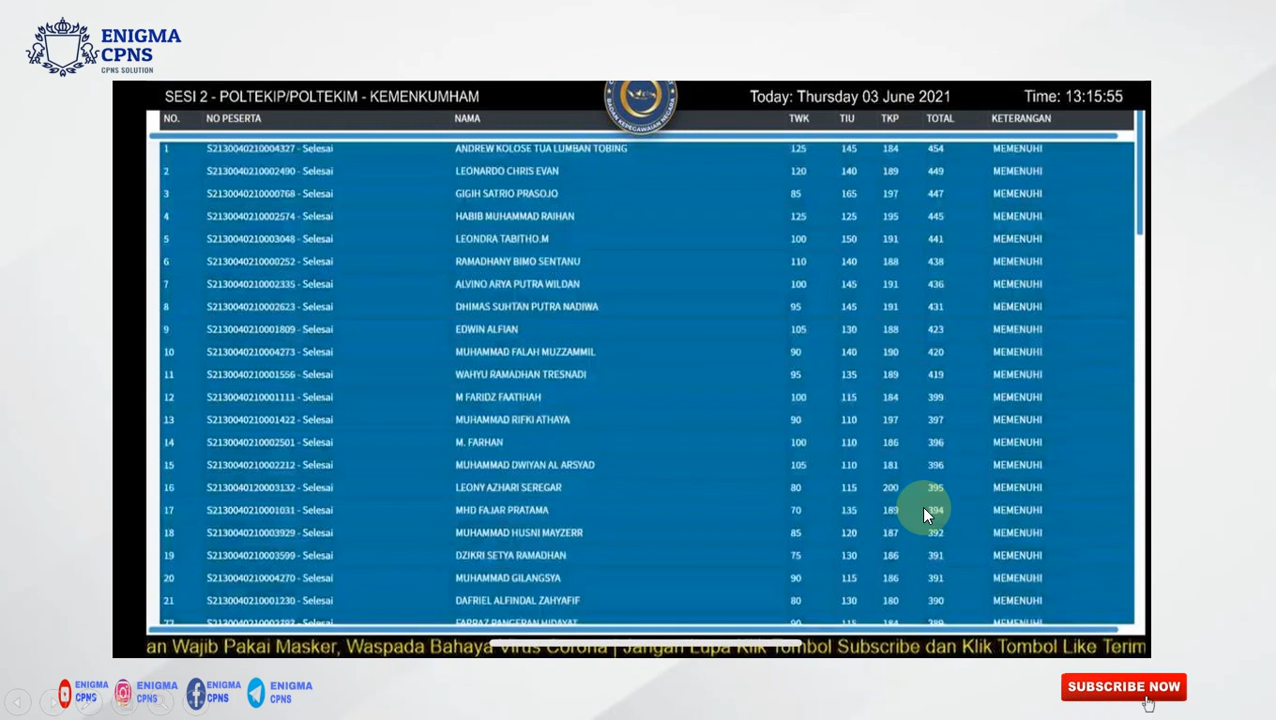 ENIGMA
CPNS
CPNS SOLUTION
SESI 2 - POLTEKIP/POLTEKIM - KEMENKUMHAM Today: Thursday 03 June 2021 Time: 13:15:55
BADAN KEPEGAWAIAN NEGARA
NO. NO PESERTA NAMA TWK TIU TKP TOTAL KETERANGAN
1 S2130040210004327 - Selesai ANDREW KOLOSE TUA LUMBAN TOBING 125 145 184 454 MEMENUHI
2 S2130040210002490 - Selesai LEONARDO CHRIS EVAN 120 140 189 449 MEMENUHI
3 S2130040210000768 - Selesai GIGIH SATRIO PRASOJO 85 165 197 447 MEMENUHI
4 S2130040210002574 - Selesai HABIB MUHAMMAD RAIHAN 125 125 195 445 MEMENUHI
5 S2130040210003048 - Selesai LEONDRA TABITHO.M 100 150 191 441 MEMENUHI
6 S2130040210000252 - Selesai RAMADHANY BIMO SENTANU 110 140 188 438 MEMENUHI
7 S2130040210002335 - Selesai ALVINO ARYA PUTRA WILDAN 100 145 191 436 MEMENUHI
8 S2130040210002623 - Selesai DHIMAS SUHTAN PUTRA NADIWA 95 145 191 431 MEMENUHI
9 S2130040210001809 - Selesai EDWIN ALFIAN 105 130 188 423 MEMENUHI
10 S2130040210004273 - Selesai MUHAMMAD FALAH MUZZAMMIL 90 140 190 420 MEMENUHI
11 S2130040210001556 - Selesai WAHYU RAMADHAN TRESNADI 95 135 189 419 MEMENUHI
12 S2130040210001111 - Selesai M FARIDZ FAATIHAH 100 115 184 399 MEMENUHI
13 S2130040210001422 - Selesai MUHAMMAD RIFKI ATHAYA 90 110 197 397 MEMENUHI
14 S2130040210002501 - Selesai M. FARHAN 100 110 186 396 MEMENUHI
15 S2130040210002212 - Selesai MUHAMMAD DWIYAN AL ARSYAD 105 110 181 396 MEMENUHI
16 S2130040120003132 - Selesai LEONY AZHARI SEREGAR 80 115 200 395 MEMENUHI
17 S2130040210001031 - Selesai MHD FAJAR PRATAMA 70 135 189 394 MEMENUHI
18 S2130040210003929 - Selesai MUHAMMAD HUSNI MAYZERR 85 120 187 392 MEMENUHI
19 S2130040210003599 - Selesai DZIKRI SETYA RAMADHAN 75 130 186 391 MEMENUHI
20 S2130040210004270 - Selesai MUHAMMAD GILANGSYA 90 115 186 391 MEMENUHI
21 S2130040210001230 - Selesai DAFRIEL ALFINDAL ZAHYAFIF 80 130 180 390 MEMENUHI
an Wajib Pakai Masker, Waspada Bahaya Virus Corona | Jangan Lupa Klik Tombol Subscribe dan Klik Tombol Like Terim
ENIGMA CPNS ENIGMA CPNS ENIGMA CPNS ENIGMA CPNS
SUBSCRIBE NOW